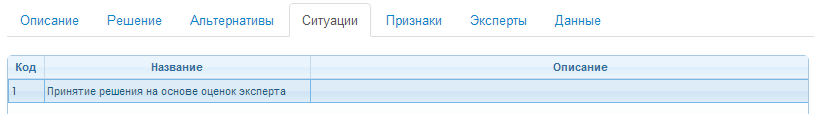 Описание Решение Альтернативы Ситуации Признаки Эксперты Данные
Код Название Описание
1 Принятие решения на основе оценок эксперта